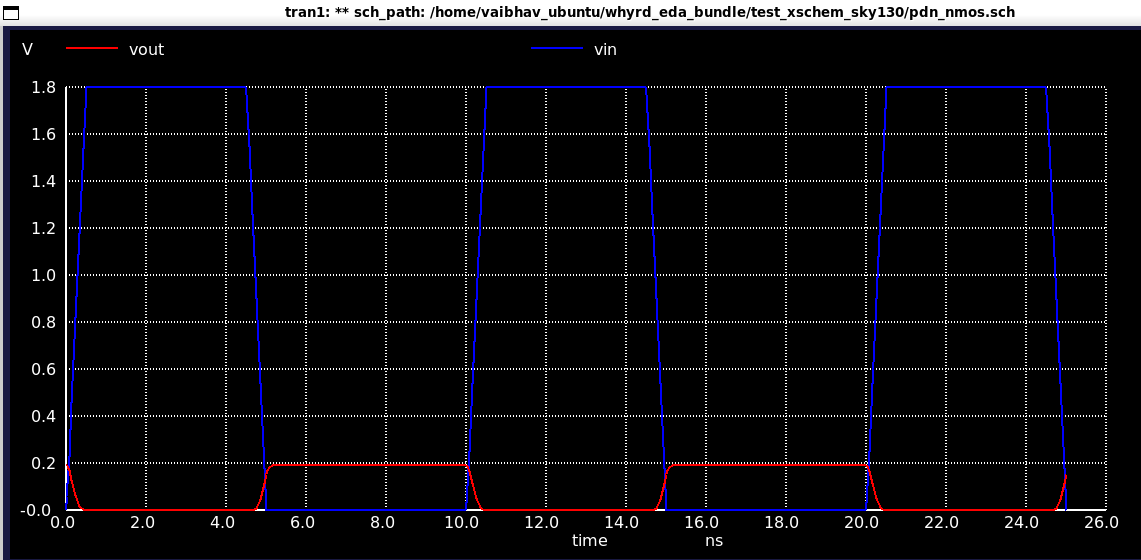 tran1: ** sch_path: /home/vaibhav_ubuntu/whyrd_eda_bundle/test_xschem_sky130/pdn_nmos.sch
V vout vin
1.8
1.6
1.4
1.2
1.0
0.8
0.6
0.4
0.2
-0.0
0.0 2.0 4.0 6.0 8.0 10.0 12.0 14.0 16.0 18.0 20.0 22.0 24.0 26.0
time ns